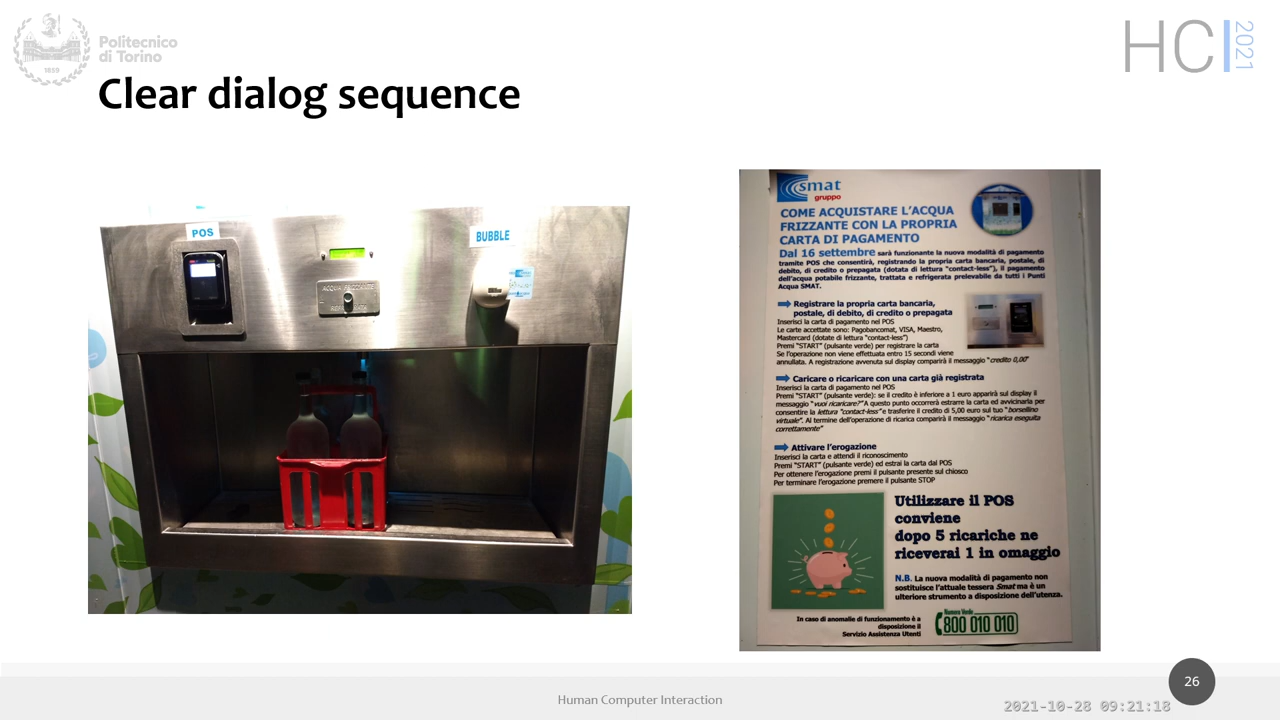 Politecnico
di Torino
1859
HCI
2021
Clear dialog sequence
POS
BUBBLE
ACQUA FRIZZANTE
smat
gruppo
COME ACQUISTARE L'ACQUA
FRIZZANTE CON LA PROPRIA
CARTA DI PAGAMENTO
Dal 16 settembre sarà funzionante la nuova modalità di pagamento
tramite POS che consentirà, registrando la propria carta bancaria, postale, di
debito, di credito o prepagata (dotata di lettura "contact-less"), il pagamento
dell'acqua potabile frizzante, trattata e refrigerata prelevabile da tutti i Punti
Acqua SMAT.
Registrare la propria carta bancaria,
postale, di debito, di credito o prepagata
Inserisci la carta di pagamento nel POS
Le carte accettate sono: Pagobancomat, VISA, Maestro,
Mastercard (dotate di lettura "contact-less")
Premi "START" (pulsante verde) per registrare la carta
Se l'operazione non viene effettuata entro 15 secondi viene
annullata. A registrazione avvenuta sul display comparirà il messaggio "credito 0,00"
Caricare o ricaricare con una carta già registrata
Inserisci la carta di pagamento nel POS
Premi "START" (pulsante verde): se il credito è inferiore a 1 euro apparirà sul display il
messaggio "vuoi ricaricare?" A questo punto occorrerà estrarre la carta ed avvicinarla per
consentire la lettura "contact-less" e trasferire il credito di 5,00 euro sul tuo "borsellino
virtuale". Al termine dell'operazione di ricarica comparirà il messaggio "ricarica eseguita
correttamente"
Attivare l'erogazione
Inserisci la carta e attendi il riconoscimento
Premi "START" (pulsante verde) ed estrai la carta dal POS
Per ottenere l'erogazione premi il pulsante presente sul chiosco
Per terminare l'erogazione premere il pulsante STOP
Utilizzare il POS
conviene
dopo 5 ricariche ne
riceverai 1 in omaggio
N.B. La nuova modalità di pagamento non
sostituisce l'attuale tessera Smat ma è un
ulteriore strumento a disposizione dell'utenza.
In caso di anomalie di funzionamento è a
disposizione il
Servizio Assistenza Utenti
Numero Verde
800 010 010
Human Computer Interaction
26
2021-10-28 09:21:18